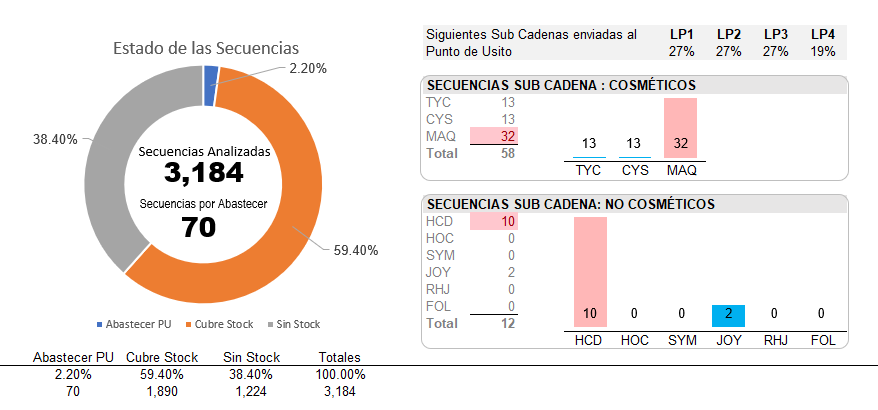 Estado de las Secuencias
2.20%
38.40%
59.40%
Secuencias Analizadas
3,184
Secuencias por Abastecer
70
Abastecer PU Cubre Stock Sin Stock
Abastecer PU Cubre Stock Sin Stock Totales
2.20% 59.40% 38.40% 100.00%
70 1,890 1,224 3,184
Siguientes Sub Cadenas enviadas al LP1 LP2 LP3 LP4
Punto de Usito 27% 27% 27% 19%
SECUENCIAS SUB CADENA : COSMÉTICOS
TYC 13
CYS 13
MAQ 32
Total 58
13 13 32
TYC CYS MAQ
SECUENCIAS SUB CADENA: NO COSMÉTICOS
HCD 10
HOC 0
SYM 0
JOY 2
RHJ 0
FOL 0
Total 12
10 0 0 2 0 0
HCD HOC SYM JOY RHJ FOL